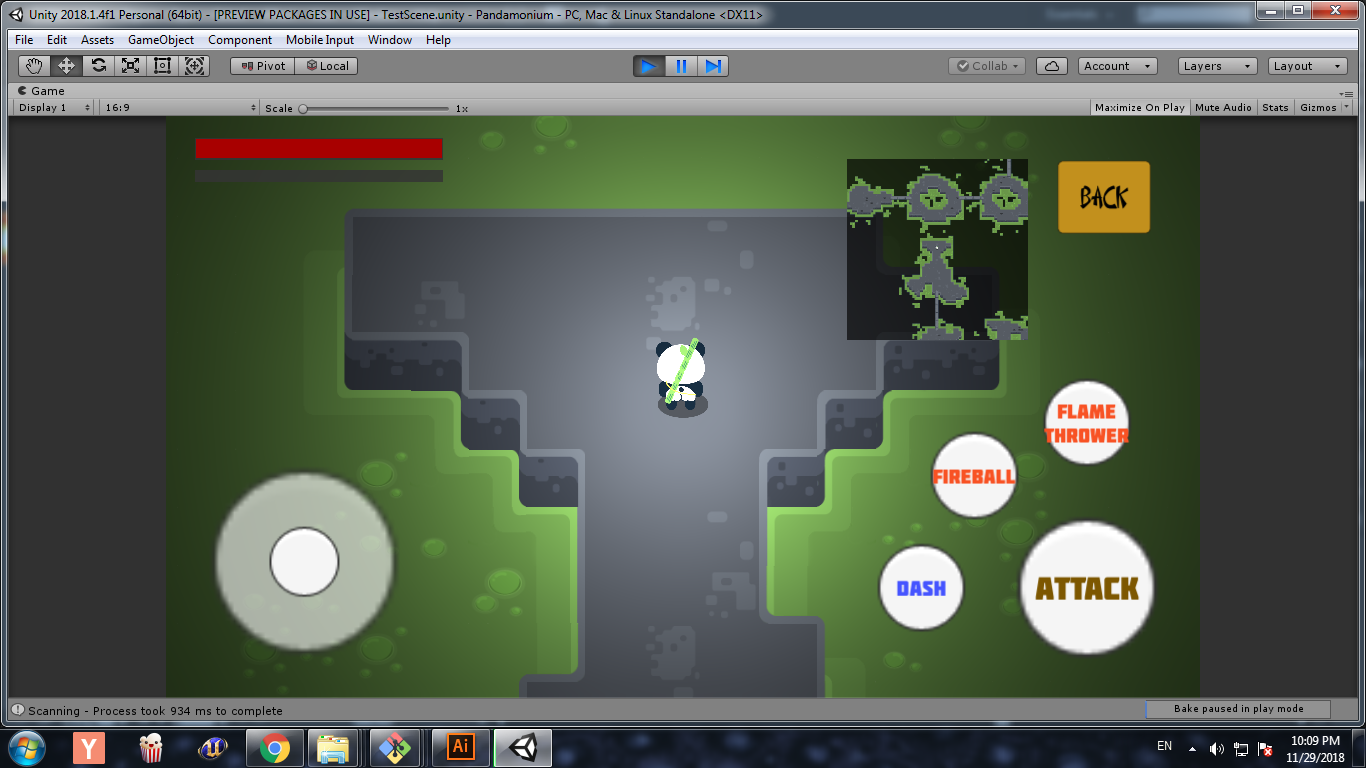 Unity 2018.1.4f1 Personal (64bit) - [PREVIEW PACKAGES IN USE] - TestScene.unity - Pandamonium - PC, Mac & Linux Standalone <DX11>
File Edit Assets GameObject Component Mobile Input Window Help
Pivot Local Collab Account Layers Layout
Game
Display 1 16:9 Scale 1x Maximize On Play Mute Audio Stats Gizmos
BACK
FLAME
THROWER
FIREBALL
DASH
ATTACK
Scanning - Process took 934 ms to complete
Bake paused in play mode
Y
U
Ai
EN
10:09 PM
11/29/2018